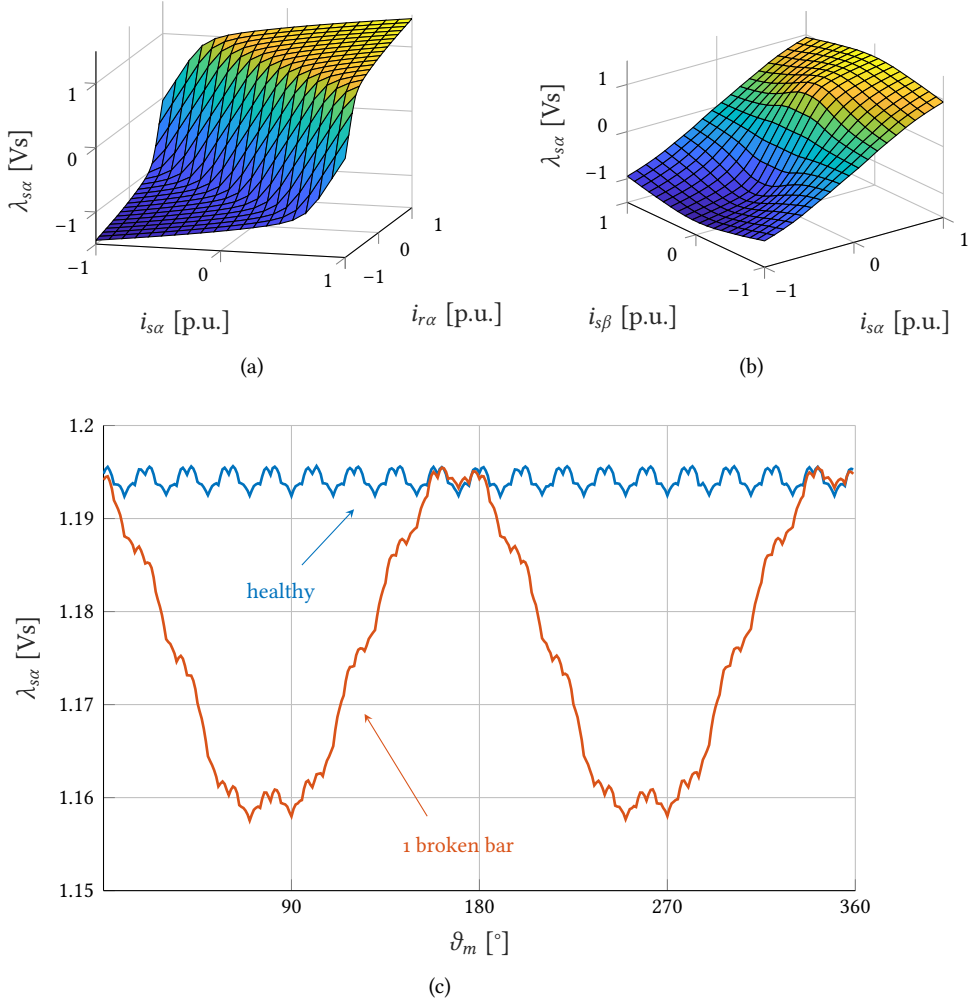 1
0
−1
λsα [Vs]
−1
0
1
−1
0
1
isα [p.u.]
irα [p.u.]
(a)
1
0
−1
λsα [Vs]
1
0
−1
−1
0
1
isβ [p.u.]
isα [p.u.]
(b)
1.2
1.19
1.18
1.17
1.16
1.15
λsα [Vs]
healthy
1 broken bar
90
180
270
360
ϑm [°]
(c)